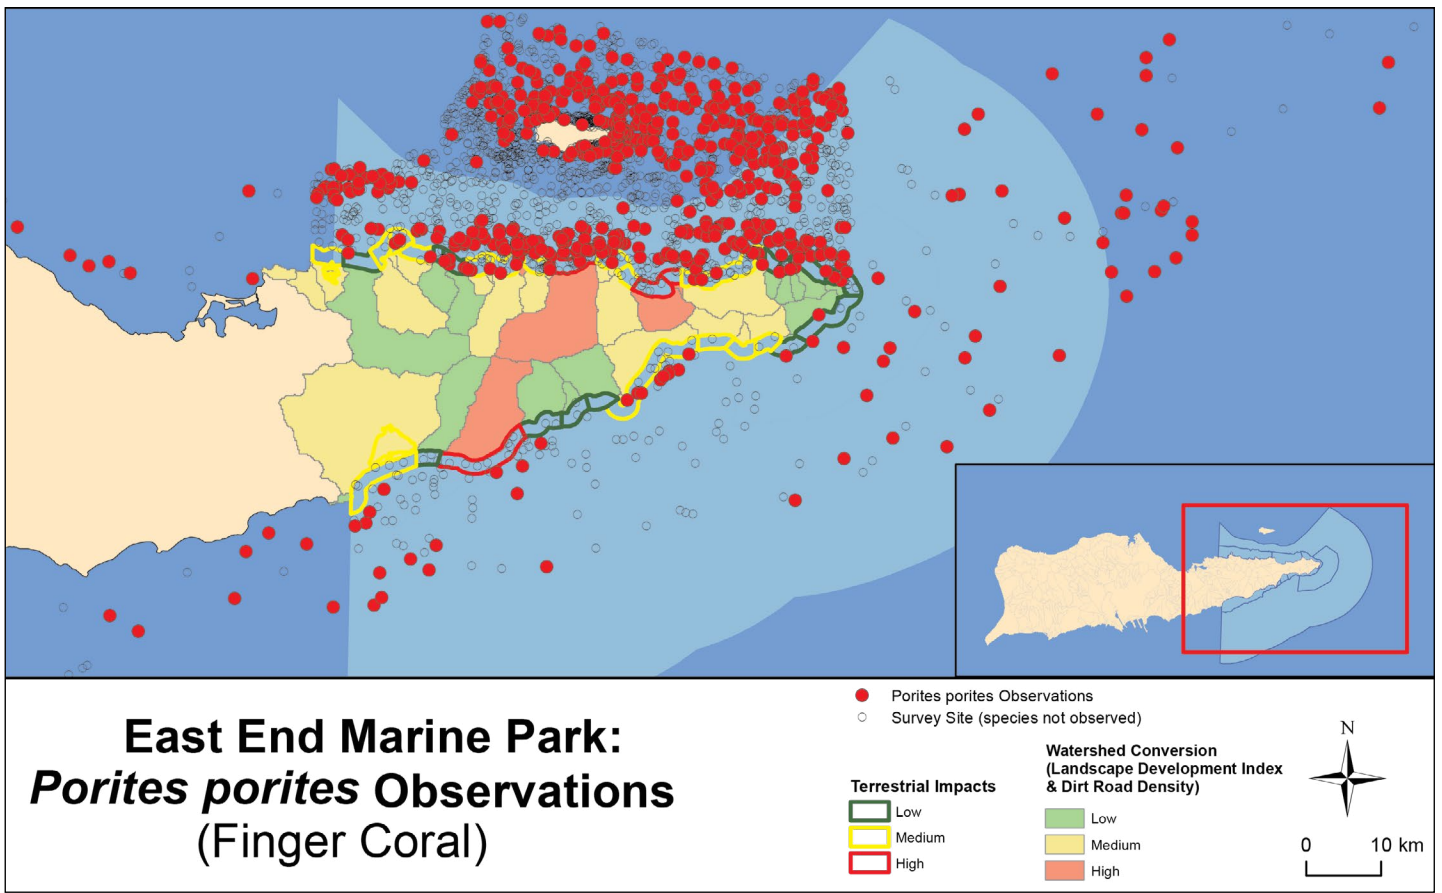 East End Marine Park:
Porites porites Observations
(Finger Coral)
Porites porites Observations
Survey Site (species not observed)
Terrestrial Impacts
Low
Medium
High
Watershed Conversion
(Landscape Development Index
& Dirt Road Density)
Low
Medium
High
N
0 10 km